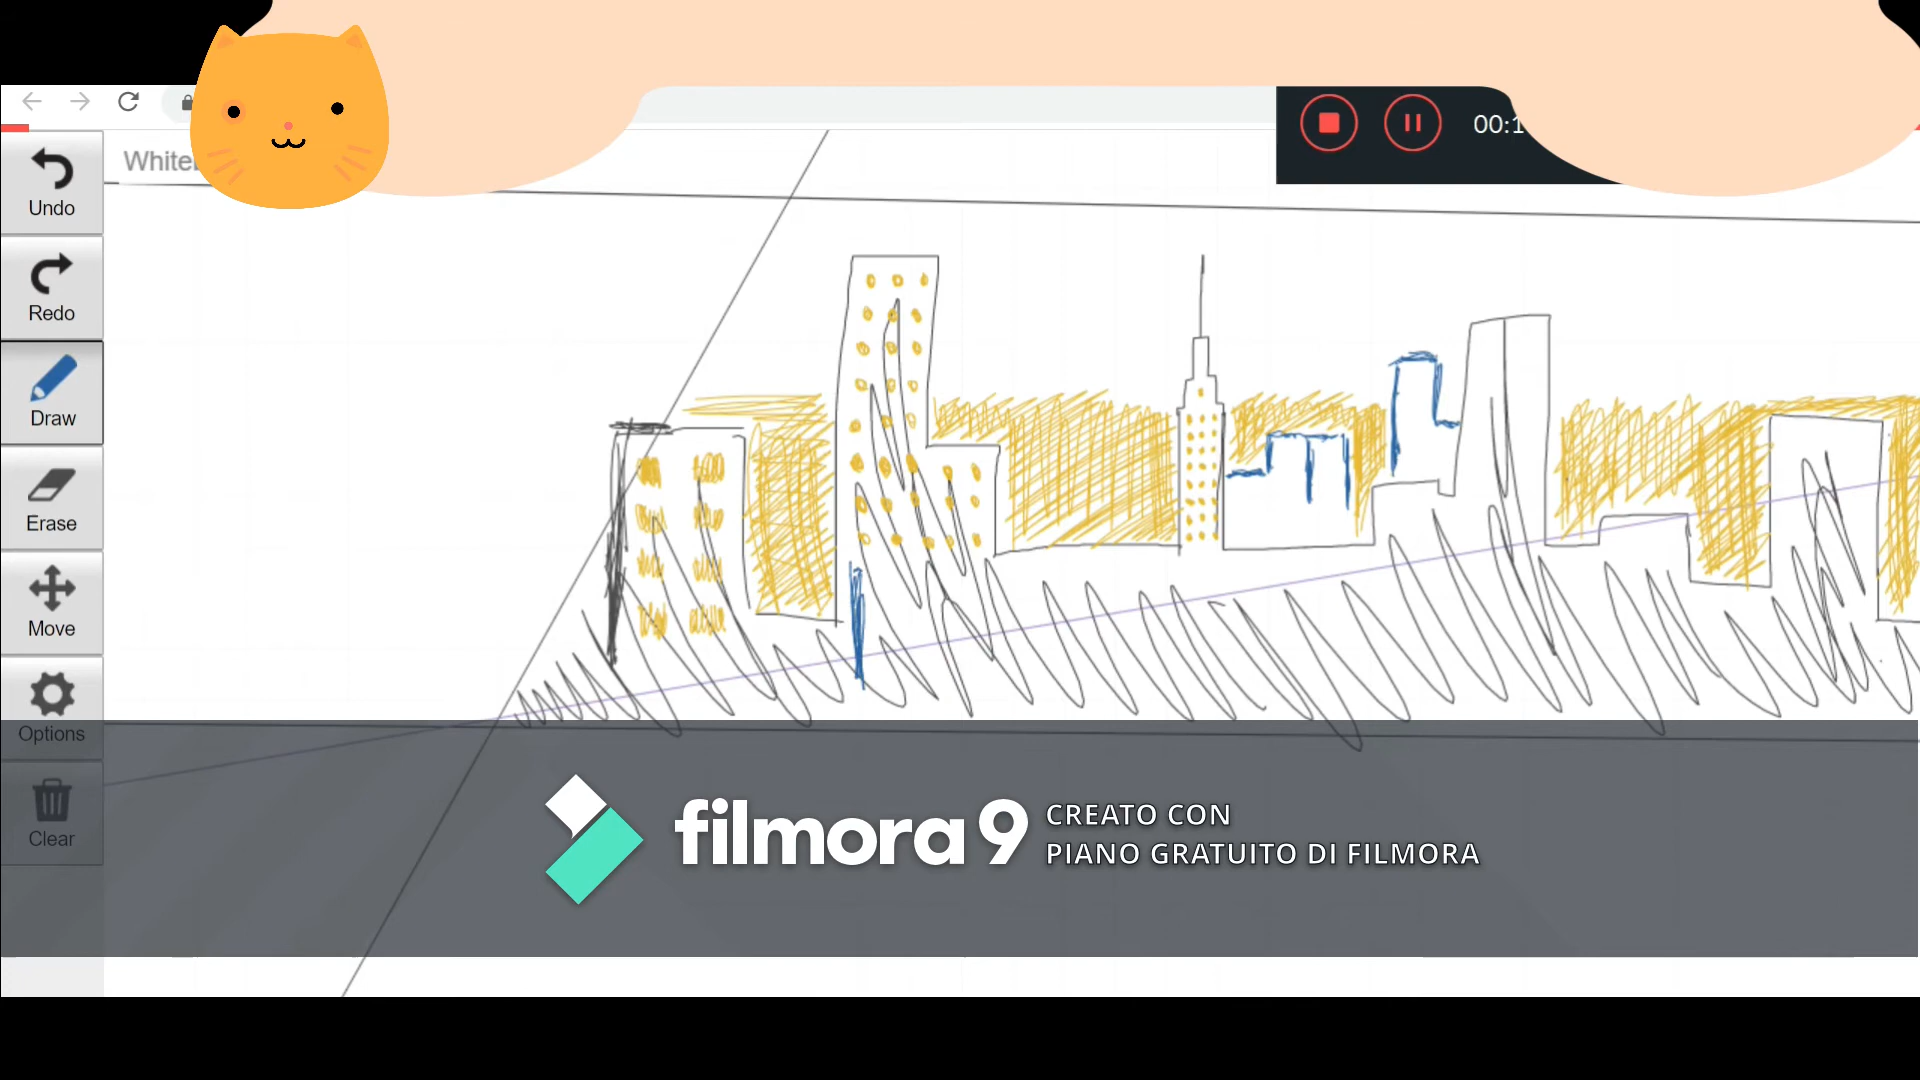 Undo
Redo
Draw
Erase
Move
Options
Clear
filmora 9
CREATO CON
PIANO GRATUITO DI FILMORA